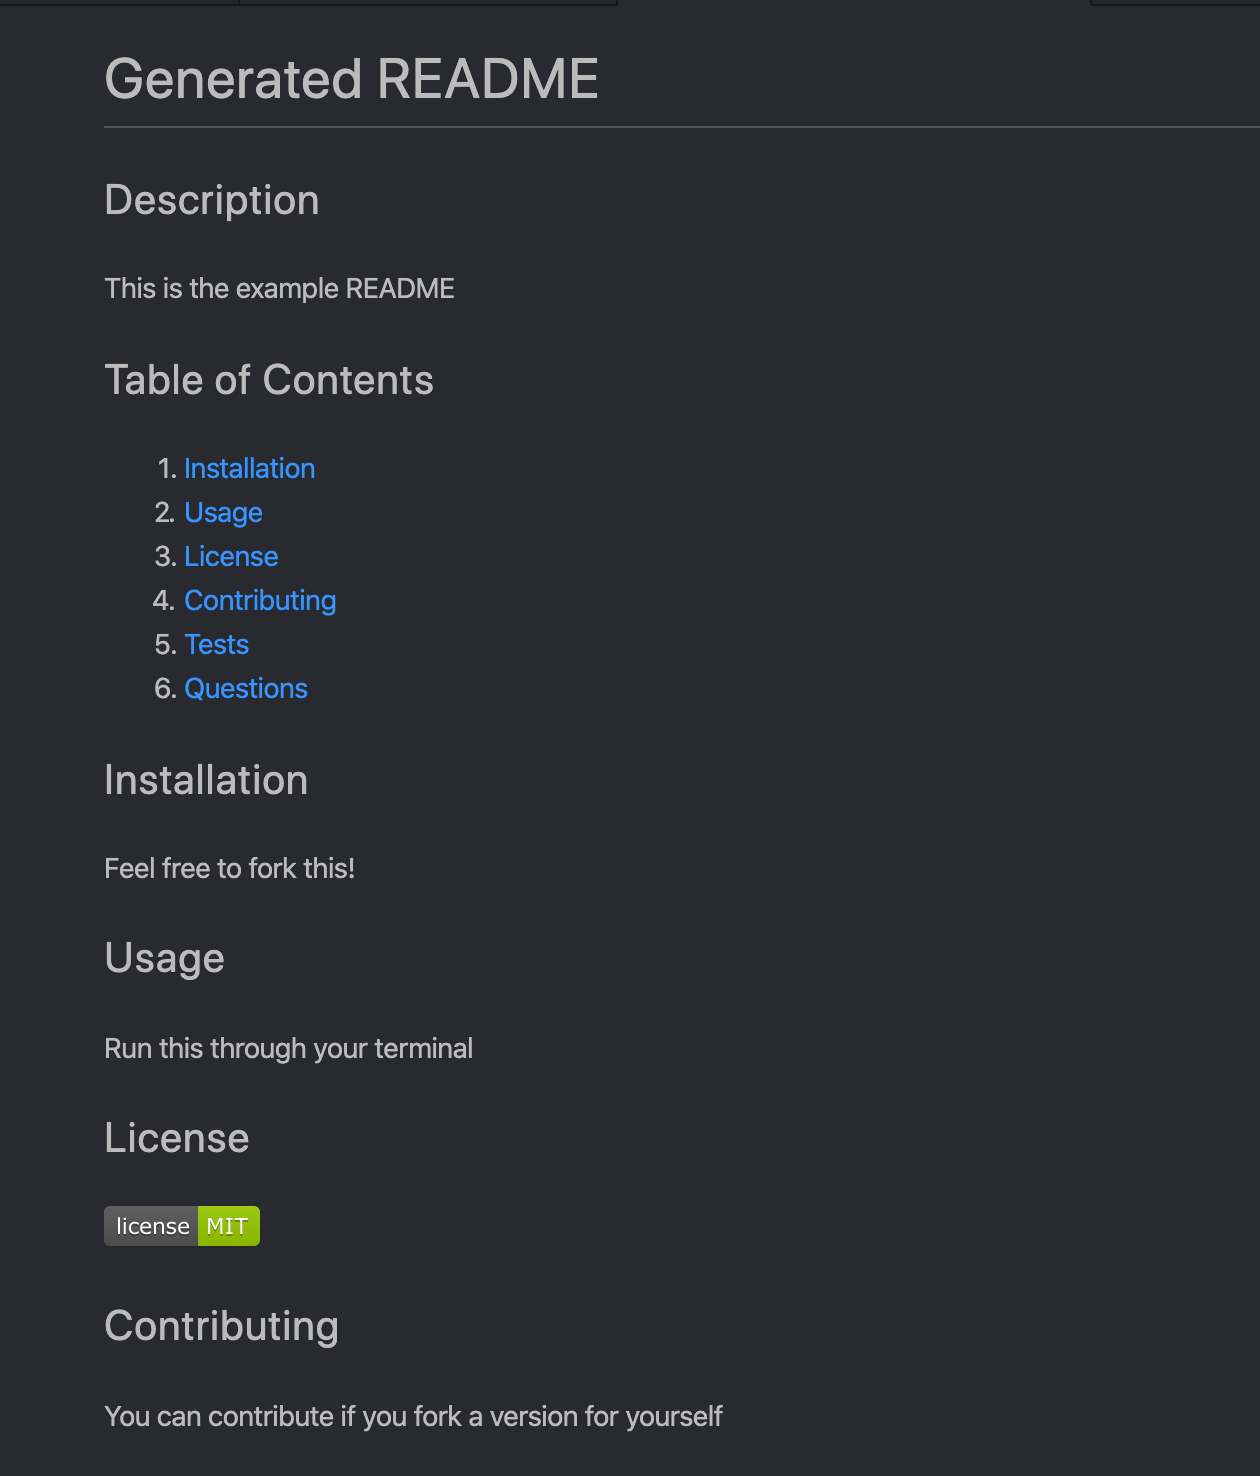 Generated README
Description
This is the example README
Table of Contents
1. Installation
2. Usage
3. License
4. Contributing
5. Tests
6. Questions
Installation
Feel free to fork this!
Usage
Run this through your terminal
License
license MIT
Contributing
You can contribute if you fork a version for yourself